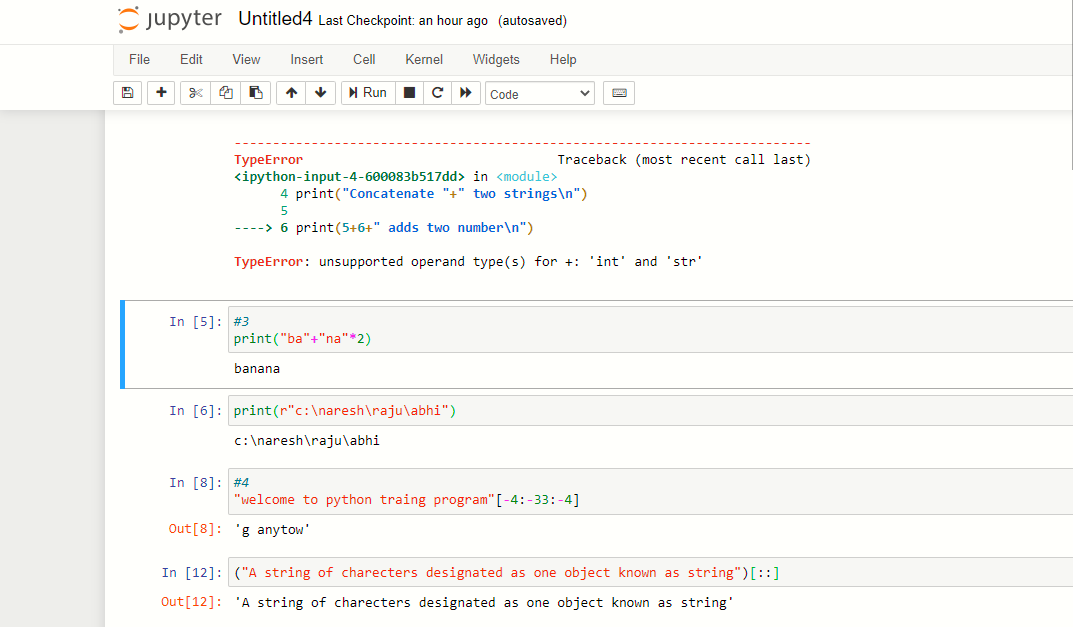 jupyter Untitled4 Last Checkpoint: an hour ago (autosaved)
File Edit View Insert Cell Kernel Widgets Help
Run Code
---------------------------------------------------------------------------
TypeError Traceback (most recent call last)
<ipython-input-4-600083b517dd> in <module>
4 print("Concatenate "+" two strings\n")
5
----> 6 print(5+6+" adds two number\n")
TypeError: unsupported operand type(s) for +: 'int' and 'str'
In [5]: #3
print("ba"+"na"*2)
banana
In [6]: print(r"c:\naresh\raju\abhi")
c:\naresh\raju\abhi
In [8]: #4
"welcome to python traing program"[-4:-33:-4]
Out[8]: 'g anytow'
In [12]: ("A string of charecters designated as one object known as string")[::]
Out[12]: 'A string of charecters designated as one object known as string'